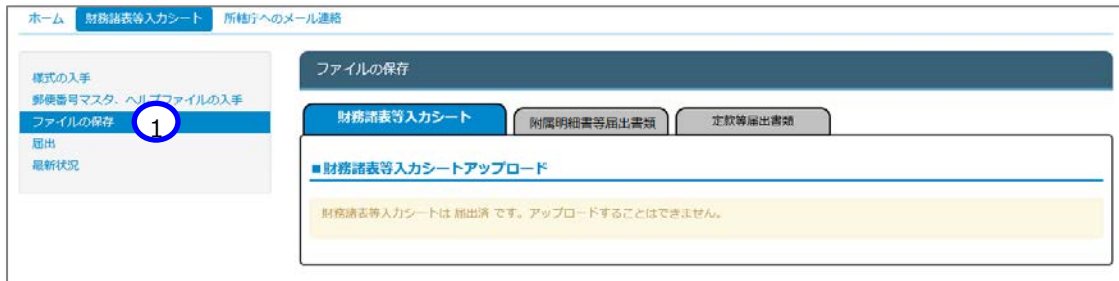 ホーム 財務諸表等入力シート 所轄庁へのメール連絡
様式の入手
郵便番号マスタ、ヘルプファイルの入手
ファイルの保存 1
届出
最新状況
ファイルの保存
財務諸表等入力シート 附属明細書等届出書類 定款等届出書類
■財務諸表等入力シートアップロード
財務諸表等入力シートは 届出済 です。アップロードすることはできません。